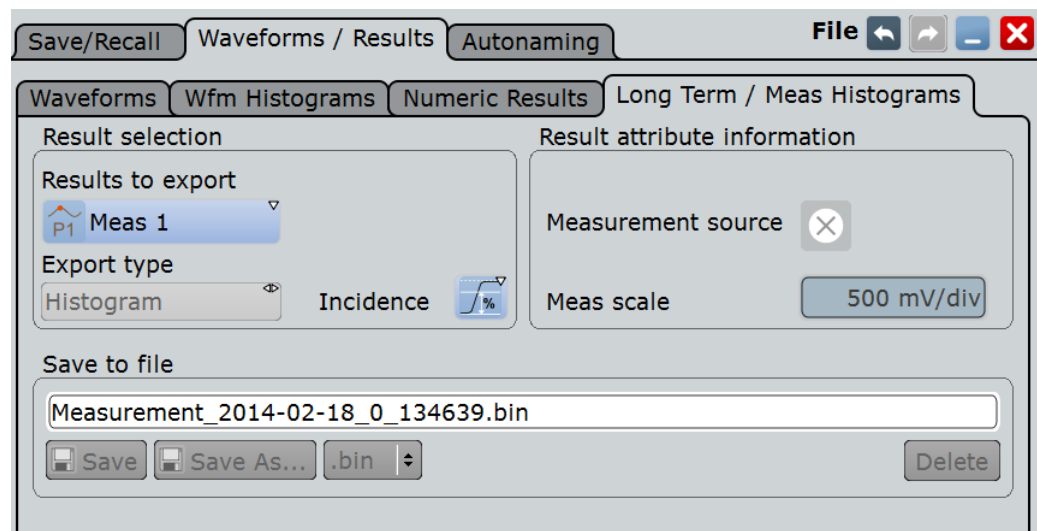 Save/Recall Waveforms / Results Autonaming File
Waveforms Wfm Histograms Numeric Results Long Term / Meas Histograms
Result selection Result attribute information
Results to export
P1 Meas 1 Measurement source
Export type
Histogram Incidence % Meas scale 500 mV/div
Save to file
Measurement_2014-02-18_0_134639.bin
Save Save As... .bin Delete